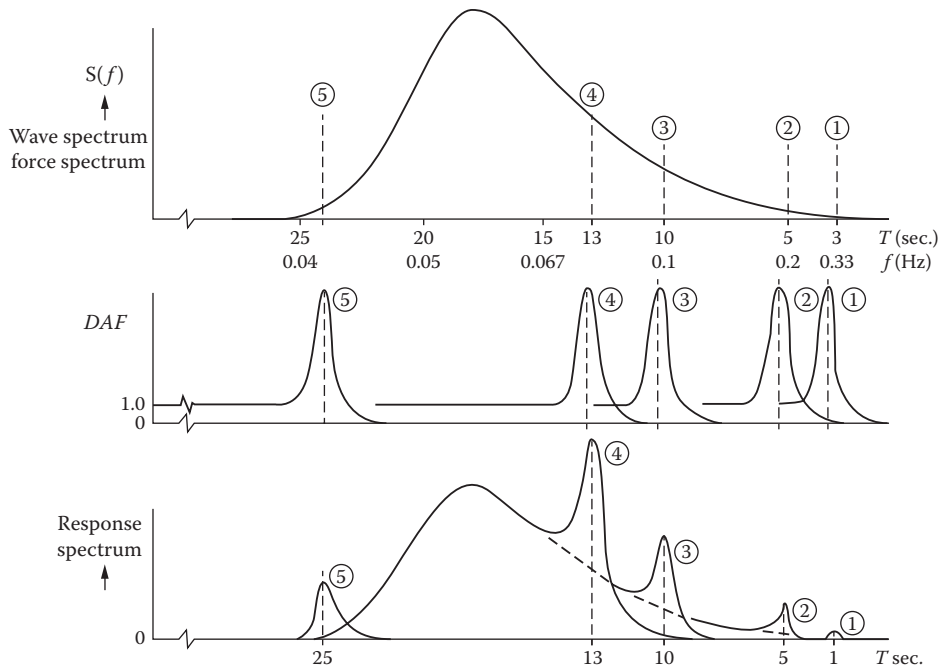 S(f)
Wave spectrum
force spectrum
⑤ ④ ③ ② ①
25 20 15 13 10 5 3 T (sec.)
0.04 0.05 0.067 0.1 0.2 0.33 f (Hz)
DAF
⑤ ④ ③ ② ①
1.0
0
Response
spectrum
④
③
⑤
②
①
0
25 13 10 5 1 T sec.